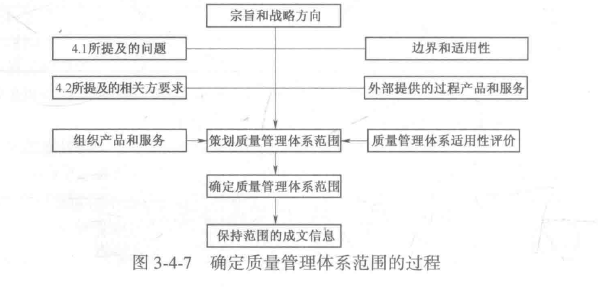 宗旨和战略方向
4.1所提及的问题
边界和适用性
4.2所提及的相关方要求
外部提供的过程产品和服务
组织产品和服务
策划质量管理体系范围
质量管理体系适用性评价
确定质量管理体系范围
保持范围的成文信息
图 3-4-7 确定质量管理体系范围的过程